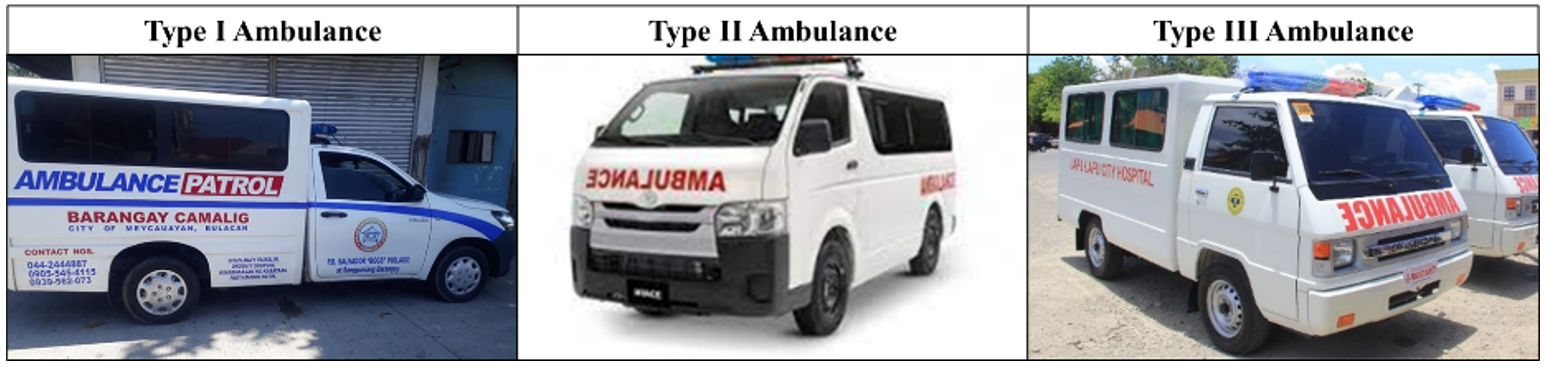 Type I Ambulance
Type II Ambulance
Type III Ambulance
AMBULANCE PATROL
BARANGAY CAMALIG
CITY OF MEYCAUAYAN, BULACAN
CONTACT NOS.
044-2444887
0905-545-4115
0939-562-073
AMBULANCE
AMBULANCE
HIACE
LAPU-LAPU CITY HOSPITAL
AMBULANCE